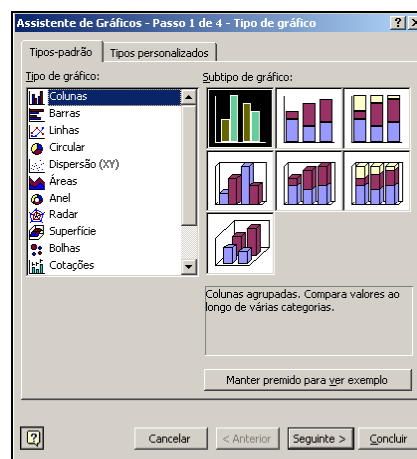 Assistente de Gráficos - Passo 1 de 4 - Tipo de gráfico
Tipos-padrão
Tipos personalizados
Tipo de gráfico:
Colunas
Barras
Linhas
Circular
Dispersão (XY)
Áreas
Anel
Radar
Superfície
Bolhas
Cotações
Subtipo de gráfico:
Colunas agrupadas. Compara valores ao
longo de várias categorias.
Manter premido para ver exemplo
Cancelar
< Anterior
Seguinte >
Concluir